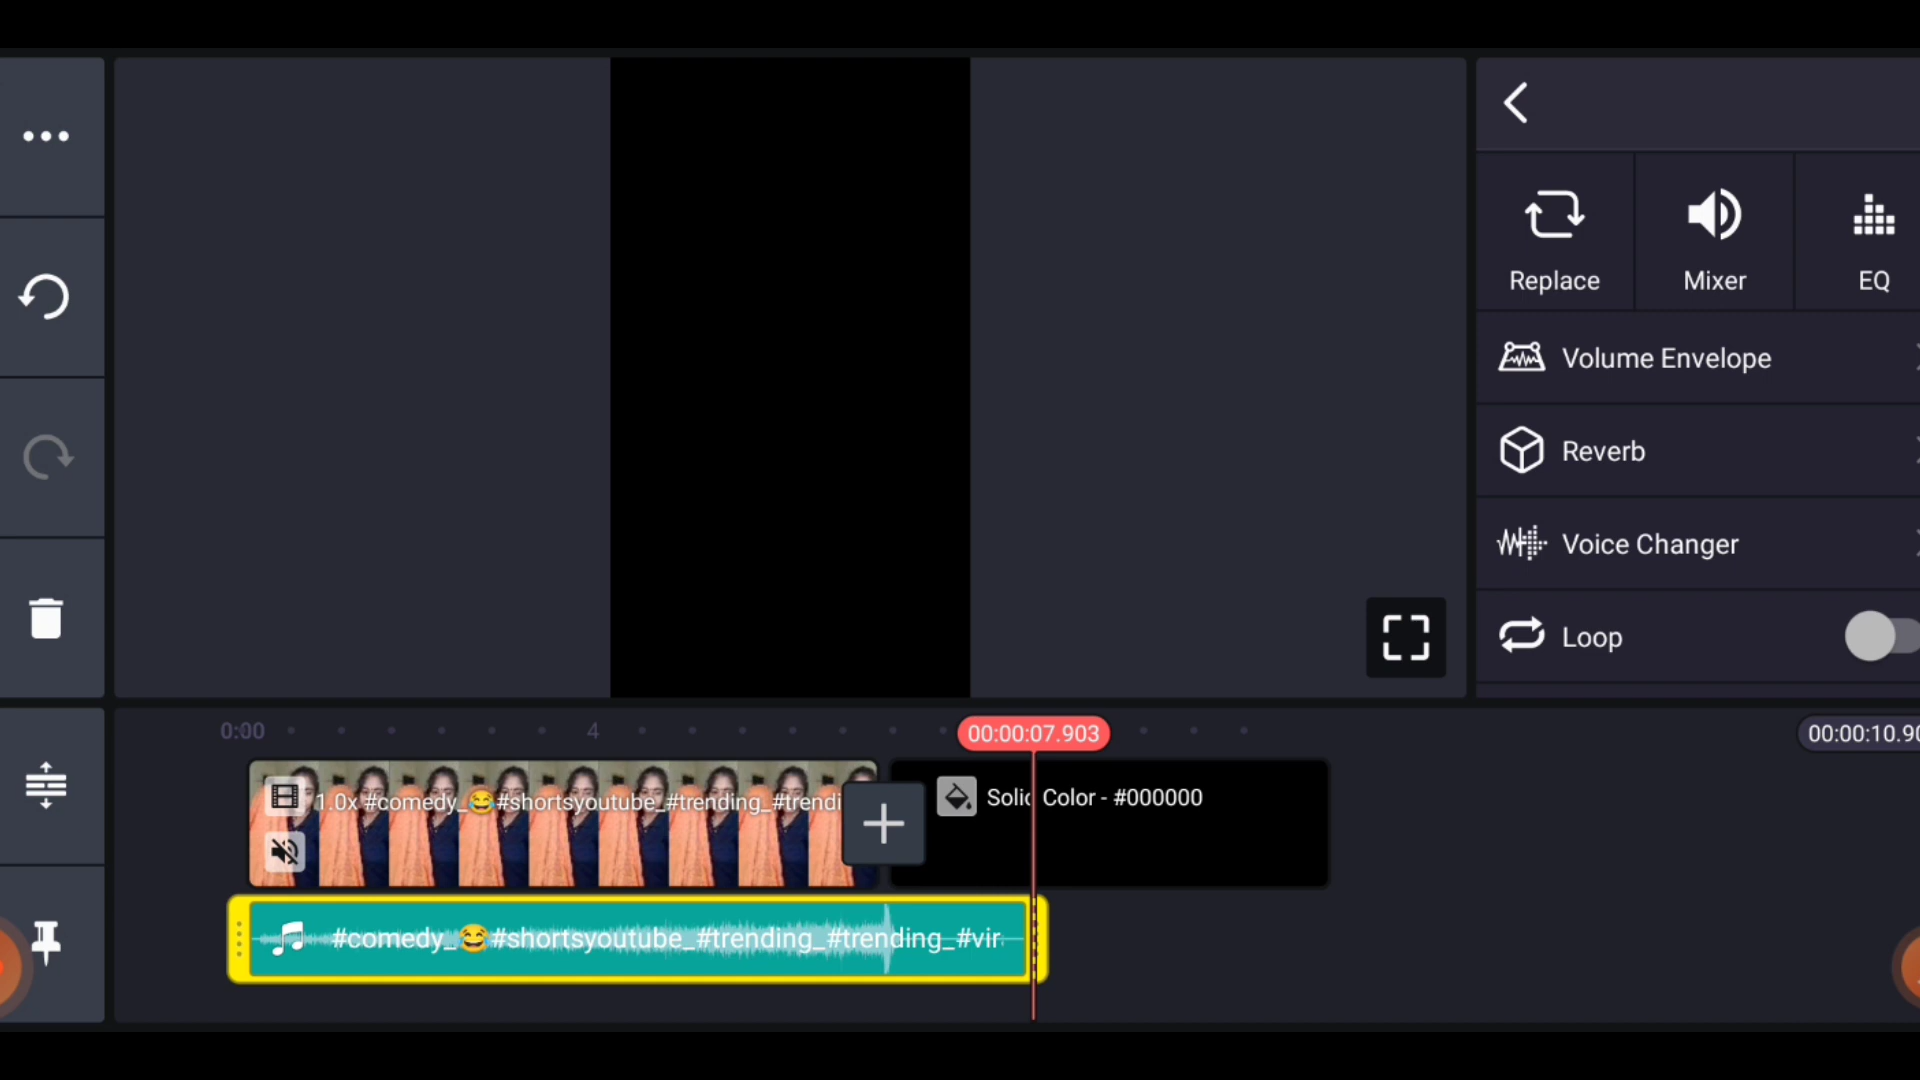 Replace
Mixer
EQ
Volume Envelope
Reverb
Voice Changer
Loop
0:00
4
00:00:07.903
00:00:10.90
1.0x #comedy_😂#shortsyoutube_#trending_#trendi
Solid Color - #000000
#comedy_😂#shortsyoutube_#trending_#trending_#vir